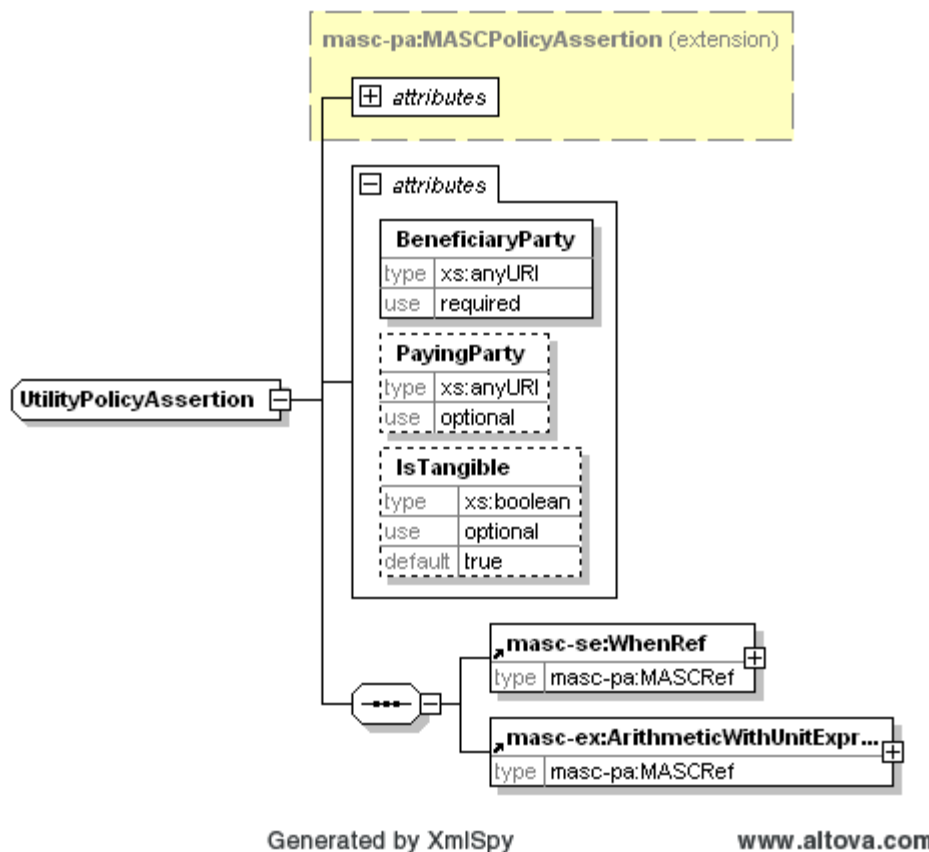 masc-pa:MASCPolicyAssertion (extension)
attributes
attributes
BeneficiaryParty
type xs:anyURI
use required
PayingParty
type xs:anyURI
use optional
UtilityPolicyAssertion
IsTangible
type xs:boolean
use optional
default true
masc-se:WhenRef
type masc-pa:MASCRef
masc-ex:ArithmeticWithUnitExpr...
type masc-pa:MASCRef
Generated by XmlSpy www.altova.com